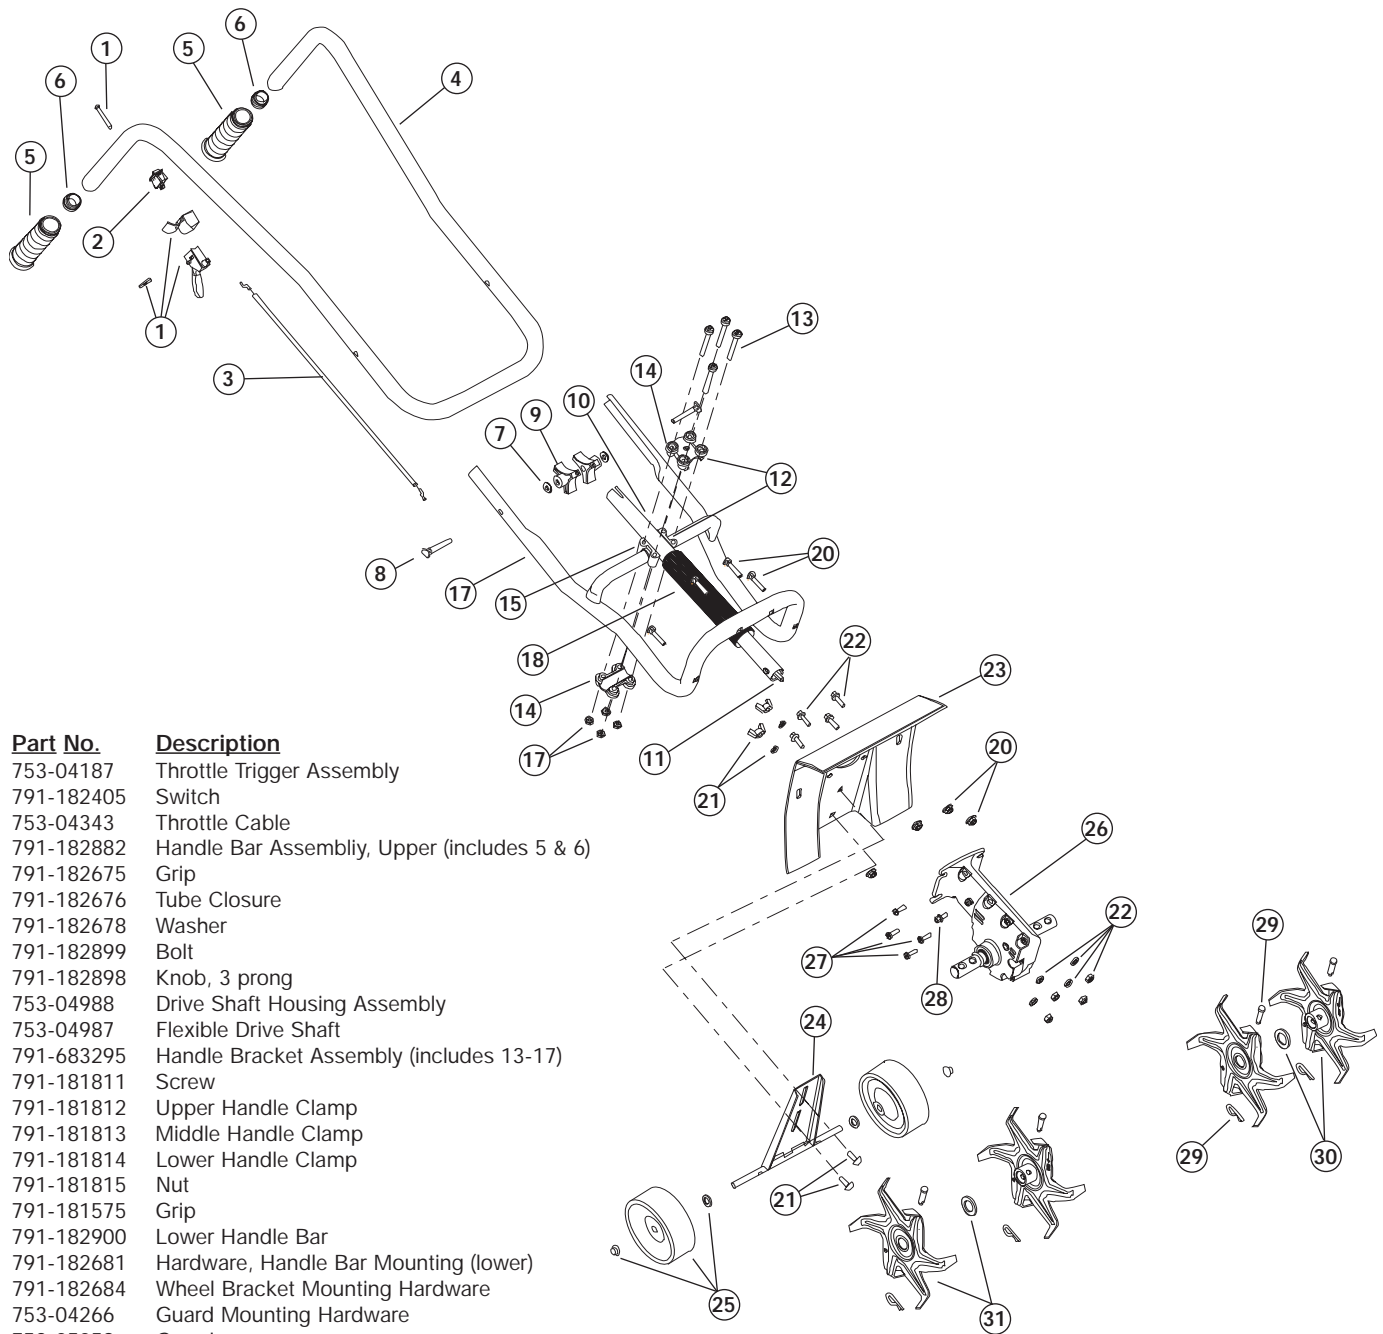 1
6
5
4
6
5
2
1
3
13
14
10
9
7
12
8
17
15
20
18
22
23
14
17
11
21
20
26
22
27
28
29
24
29
30
21
25
31
Part No. Description
753-04187 Throttle Trigger Assembly
791-182405 Switch
753-04343 Throttle Cable
791-182882 Handle Bar Assembliy, Upper (includes 5 & 6)
791-182675 Grip
791-182676 Tube Closure
791-182678 Washer
791-182899 Bolt
791-182898 Knob, 3 prong
753-04988 Drive Shaft Housing Assembly
753-04987 Flexible Drive Shaft
791-683295 Handle Bracket Assembly (includes 13-17)
791-181811 Screw
791-181812 Upper Handle Clamp
791-181813 Middle Handle Clamp
791-181814 Lower Handle Clamp
791-181815 Nut
791-181575 Grip
791-182900 Lower Handle Bar
791-182681 Hardware, Handle Bar Mounting (lower)
791-182684 Wheel Bracket Mounting Hardware
753-04266 Guard Mounting Hardware